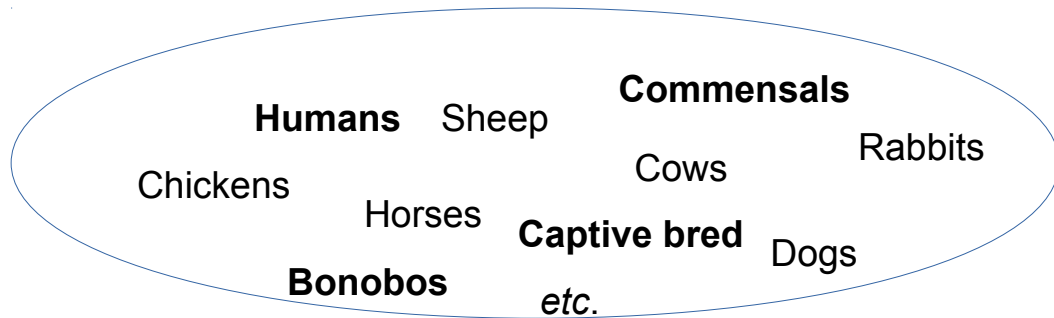 Commensals
Humans Sheep
Rabbits
Cows
Chickens
Horses
Captive bred
Dogs
Bonobos
etc.